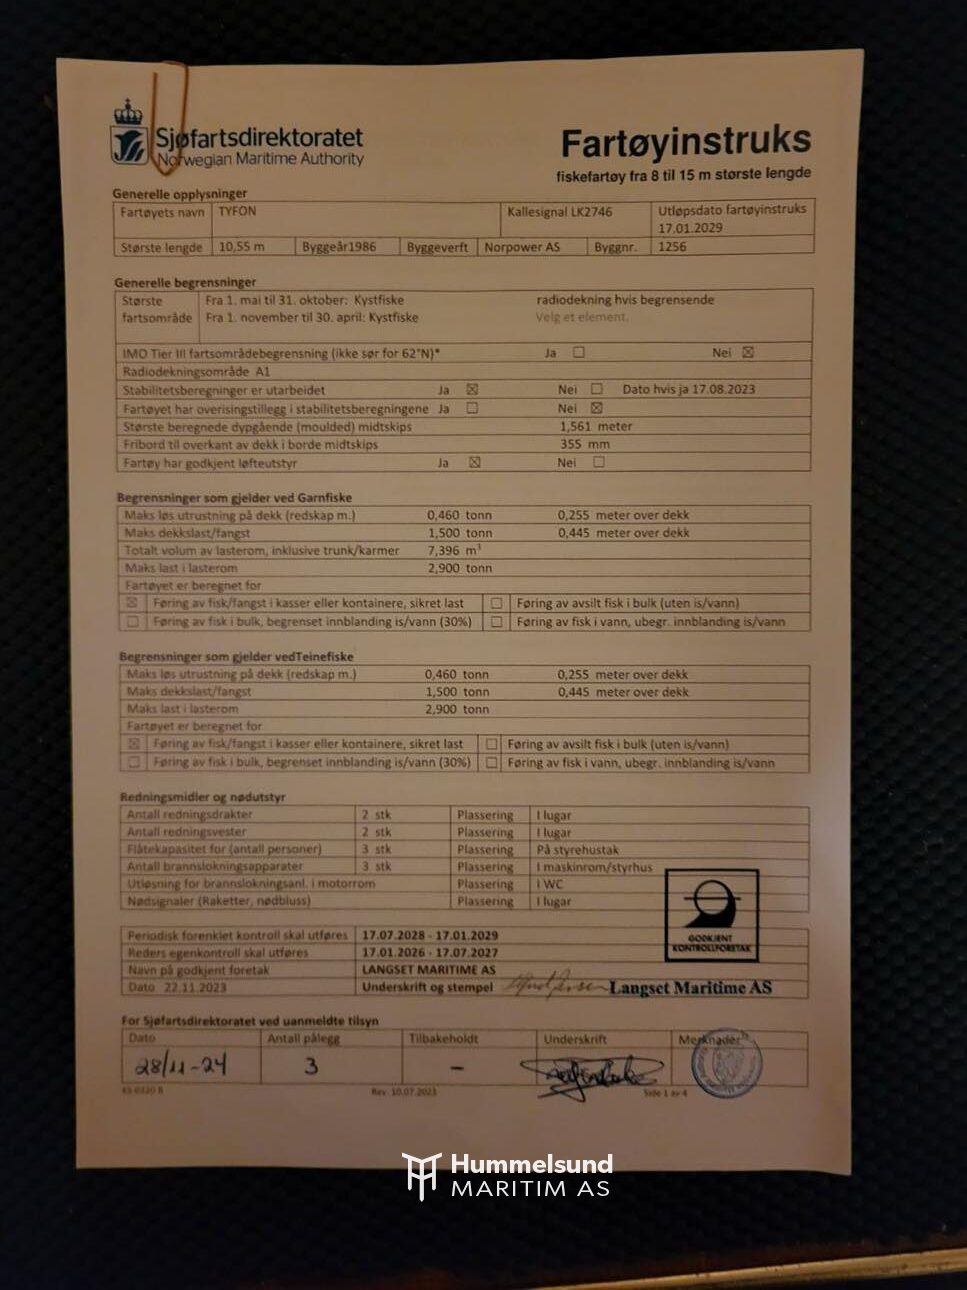 Sjøfartsdirektoratet
Norwegian Maritime Authority
Fartøyinstruks
fiskefartøy fra 8 til 15 m største lengde
Generelle opplysninger
Fartøyets navn TYFON Kallesignal LK2746 Utløpsdato fartøyinstruks
17.01.2029
Største lengde 10,55 m Byggeår1986 Byggeverft Norpower AS Byggnr. 1256
Generelle begrensninger
Største Fra 1. mai til 31. oktober: Kystfiske radiodekning hvis begrensende
fartsområde Fra 1. november til 30. april: Kystfiske Velg et element.
IMO Tier III fartsområdebegrensning (ikke sør for 62°N)* Ja ☐ Nei ☒
Radiodekningsområde A1
Stabilitetsberegninger er utarbeidet Ja ☒ Nei ☐ Dato hvis ja 17.08.2023
Fartøyet har overisingstillegg i stabilitetsberegningene Ja ☐ Nei ☒
Største beregnede dypgående (moulded) midtskips 1,561 meter
Fribord til overkant av dekk i borde midtskips 355 mm
Fartøy har godkjent løfteutstyr Ja ☒ Nei ☐
Begrensninger som gjelder ved Garnfiske
Maks løs utrustning på dekk (redskap m.) 0,460 tonn 0,255 meter over dekk
Maks dekkslast/fangst 1,500 tonn 0,445 meter over dekk
Totalt volum av lasterom, inklusive trunk/karmer 7,396 m³
Maks last i lasterom 2,900 tonn
Fartøyet er beregnet for
☒ Føring av fisk/fangst i kasser eller kontainere, sikret last ☐ Føring av avsilt fisk i bulk (uten is/vann)
☐ Føring av fisk i bulk, begrenset innblanding is/vann (30%) ☐ Føring av fisk i vann, ubegr. innblanding is/vann
Begrensninger som gjelder vedTeinefiske
Maks løs utrustning på dekk (redskap m.) 0,460 tonn 0,255 meter over dekk
Maks dekkslast/fangst 1,500 tonn 0,445 meter over dekk
Maks last i lasterom 2,900 tonn
Fartøyet er beregnet for
☒ Føring av fisk/fangst i kasser eller kontainere, sikret last ☐ Føring av avsilt fisk i bulk (uten is/vann)
☐ Føring av fisk i bulk, begrenset innblanding is/vann (30%) ☐ Føring av fisk i vann, ubegr. innblanding is/vann
Redningsmidler og nødutstyr
Antall redningsdrakter 2 stk Plassering I lugar
Antall redningsvester 2 stk Plassering I lugar
Flåtekapasitet for (antall personer) 3 stk Plassering På styrehustak
Antall brannslokningsapparater 3 stk Plassering I maskinrom/styrhus
Utløsning for brannslokningsanl. i motorrom Plassering I WC
Nødsignaler (Raketter, nødbluss) Plassering I lugar
GODKJENT
KONTROLLFORETAK
Periodisk forenklet kontroll skal utføres 17.07.2028 - 17.01.2029
Reders egenkontroll skal utføres 17.01.2026 - 17.07.2027
Navn på godkjent foretak LANGSET MARITIME AS
Dato 22.11.2023 Underskrift og stempel Langset Maritime AS
For Sjøfartsdirektoratet ved uanmeldte tilsyn
Dato Antall pålegg Tilbakeholdt Underskrift Merknader
28/11-24 3 –
KS 0320 B Rev. 10.07.2023 Side 1 av 4
Hummelsund
MARITIM AS